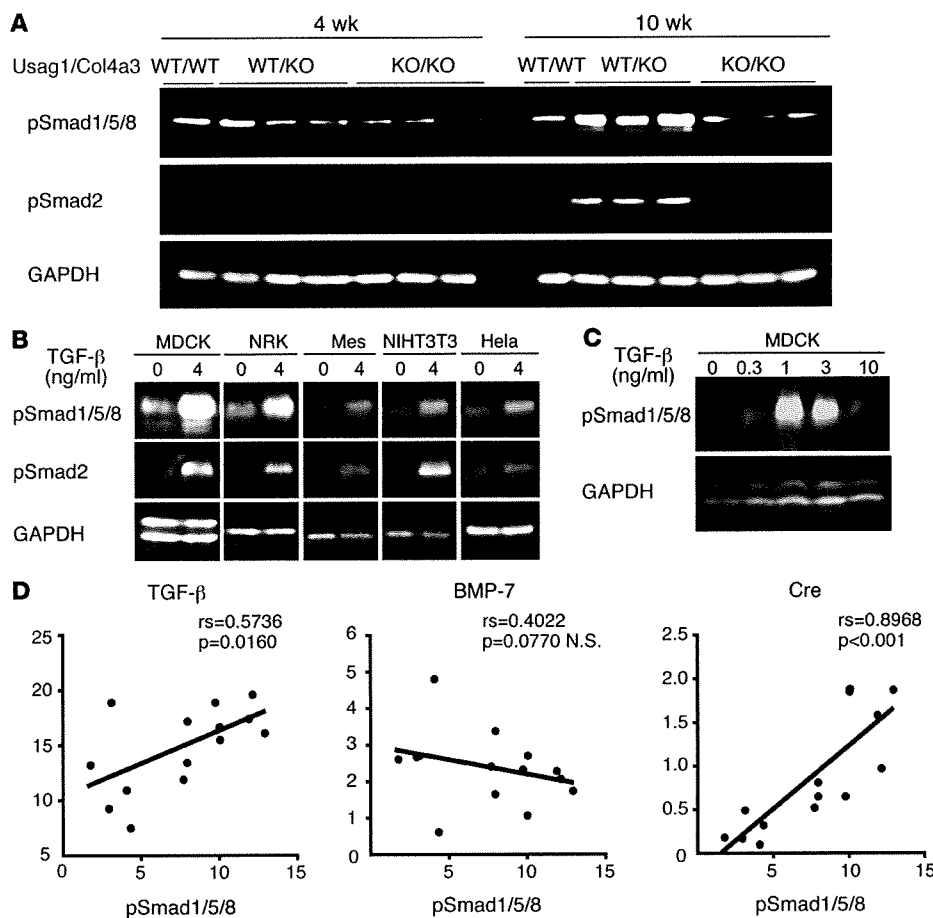 A
4 wk 10 wk
Usag1/Col4a3 WT/WT WT/KO KO/KO WT/WT WT/KO KO/KO
pSmad1/5/8
pSmad2
GAPDH
B
MDCK NRK Mes NIHT3T3 Hela
TGF-β (ng/ml) 0 4 0 4 0 4 0 4 0 4
pSmad1/5/8
pSmad2
GAPDH
C
MDCK
TGF-β (ng/ml) 0 0.3 1 3 10
pSmad1/5/8
GAPDH
D
TGF-β
rs=0.5736
p=0.0160
25
20
15
10
5
0 5 10 15
pSmad1/5/8
BMP-7
rs=0.4022
p=0.0770 N.S.
6
5
4
3
2
1
0
5 10 15
pSmad1/5/8
Cre
rs=0.8968
p<0.001
2.5
2.0
1.5
1.0
0.5
0
5 10 15
pSmad1/5/8